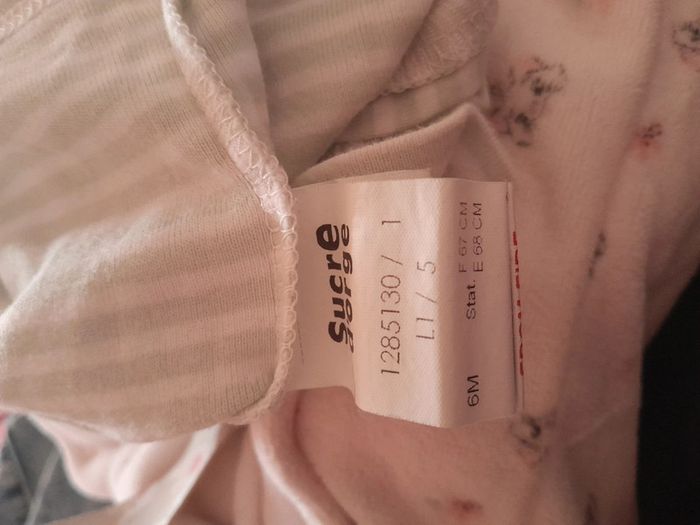 Sucre
d'orge
1285130 / 1
L1 / 5
6M Stat. F 67 CM
E 68 CM